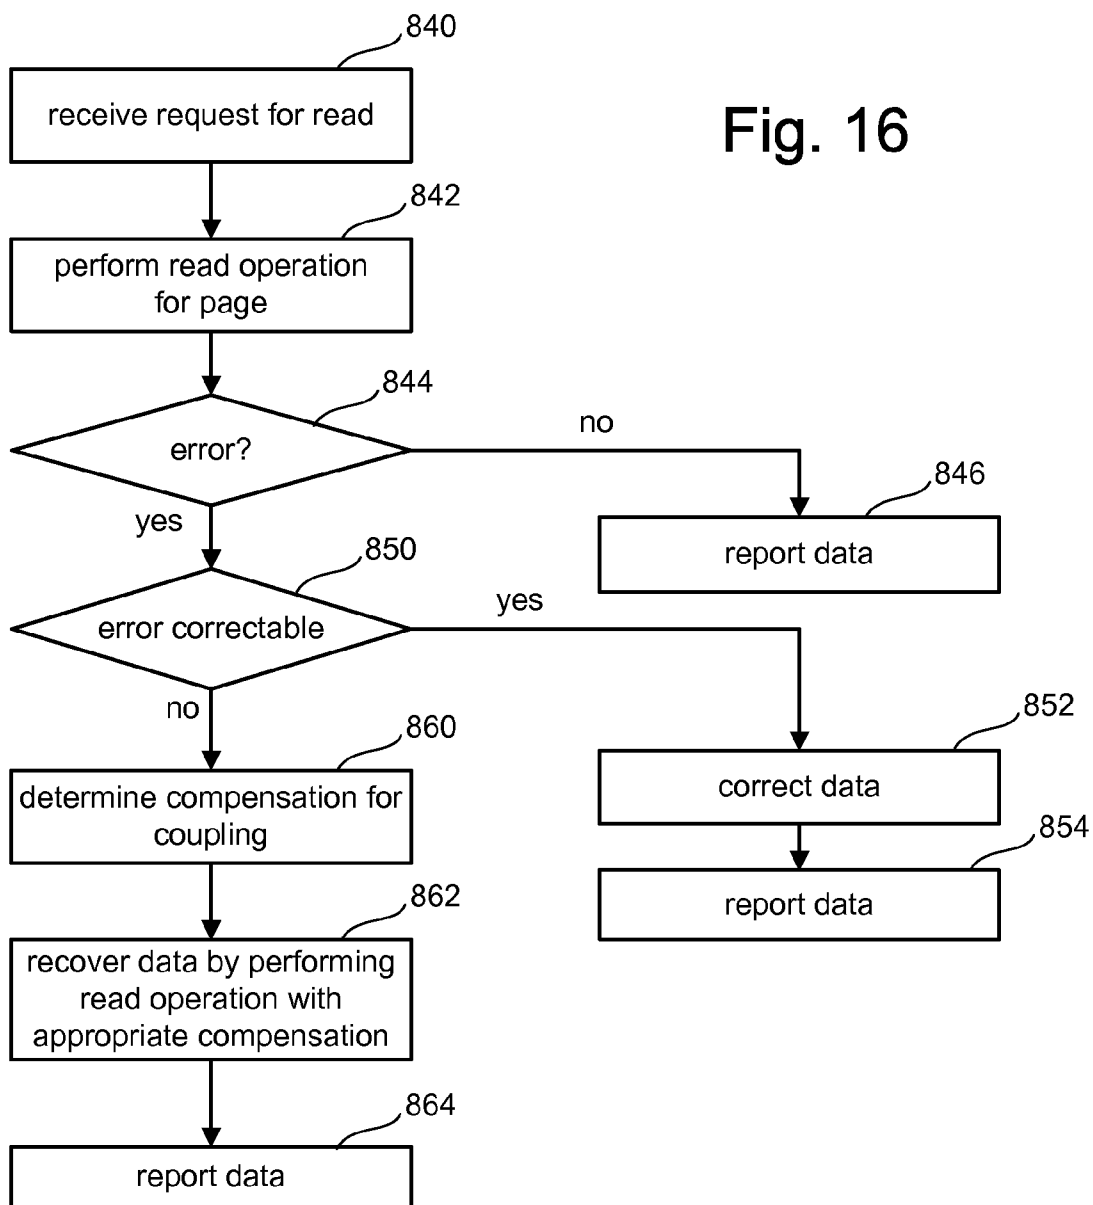 840
receive request for read
Fig. 16
842
perform read operation
for page
844
error?
no
846
report data
yes
850
error correctable
yes
no
852
correct data
854
report data
860
determine compensation for
coupling
862
recover data by performing
read operation with
appropriate compensation
864
report data